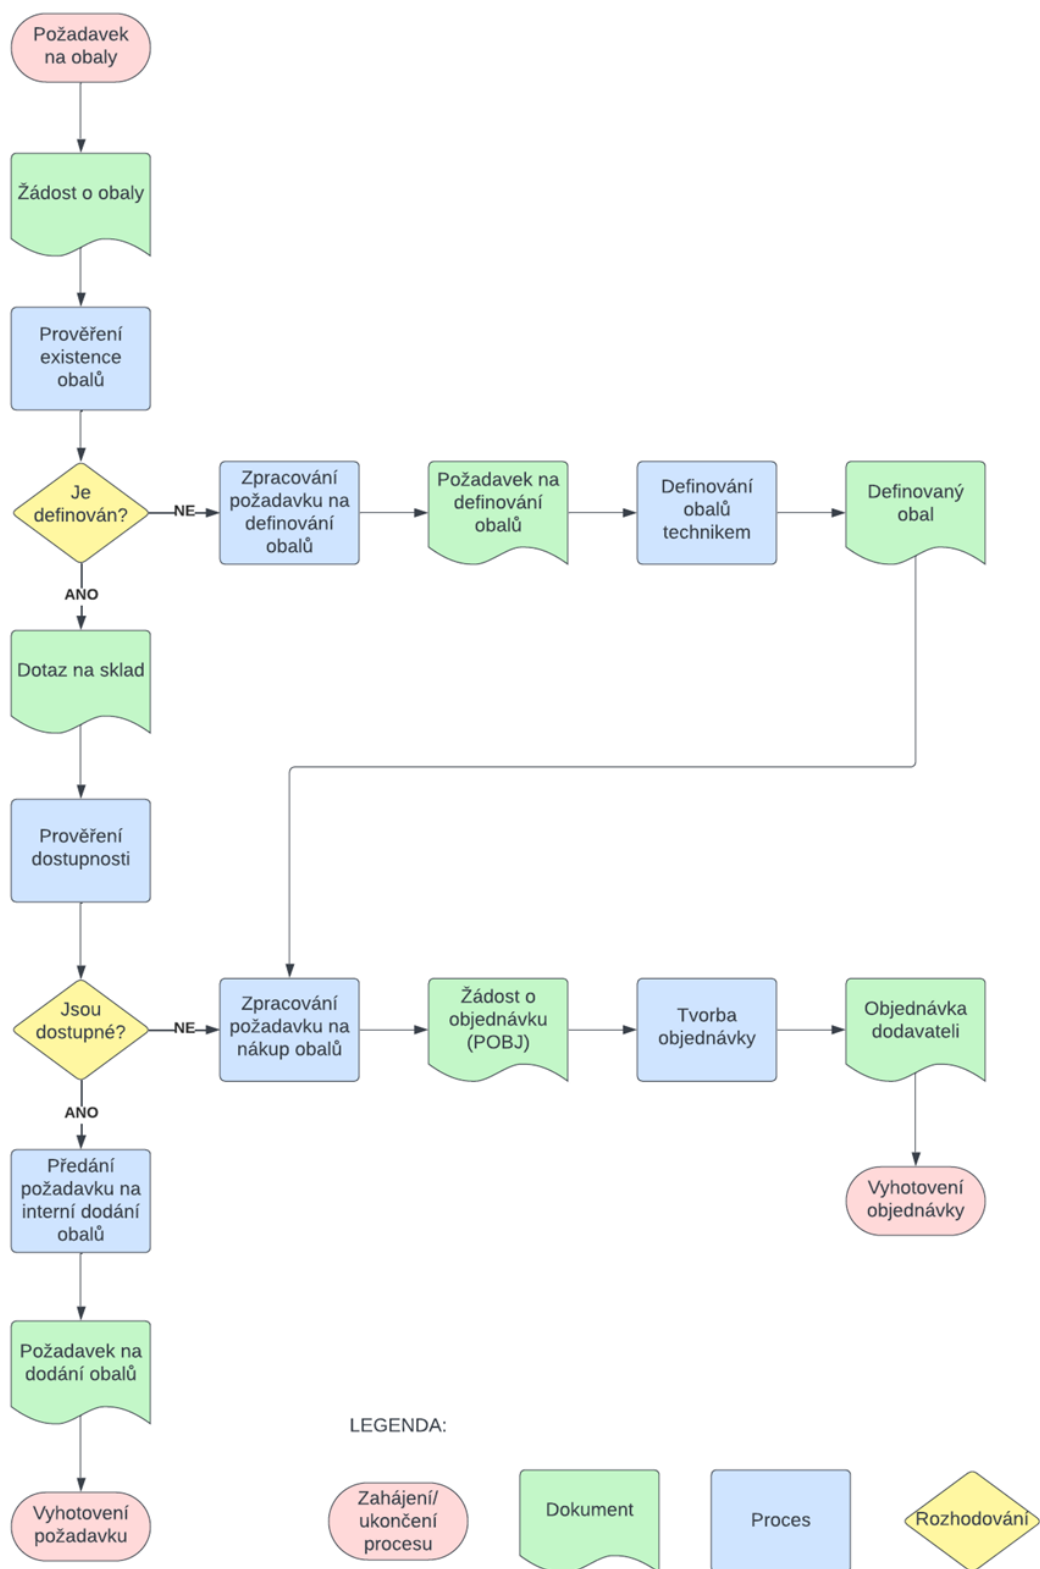 Požadavek
na obaly
Žádost o obaly
Prověření
existence
obalů
Je
definován?
NE
Zpracování
požadavku na
definování
obalů
Požadavek na
definování
obalů
Definování
obalů
technikem
Definovaný
obal
ANO
Dotaz na sklad
Prověření
dostupnosti
Jsou
dostupné?
NE
Zpracování
požadavku na
nákup obalů
Žádost o
objednávku
(POBJ)
Tvorba
objednávky
Objednávka
dodavateli
ANO
Předání
požadavku na
interní dodání
obalů
Vyhotovení
objednávky
Požadavek na
dodání obalů
Vyhotovení
požadavku
LEGENDA:
Zahájení/
ukončení
procesu
Dokument
Proces
Rozhodování